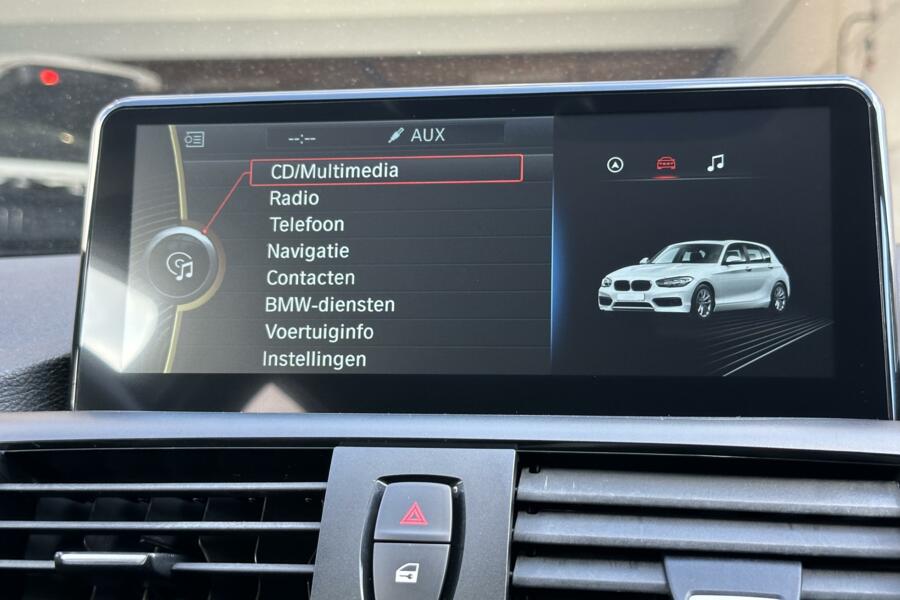 --:-- AUX
CD/Multimedia
Radio
Telefoon
Navigatie
Contacten
BMW-diensten
Voertuiginfo
Instellingen